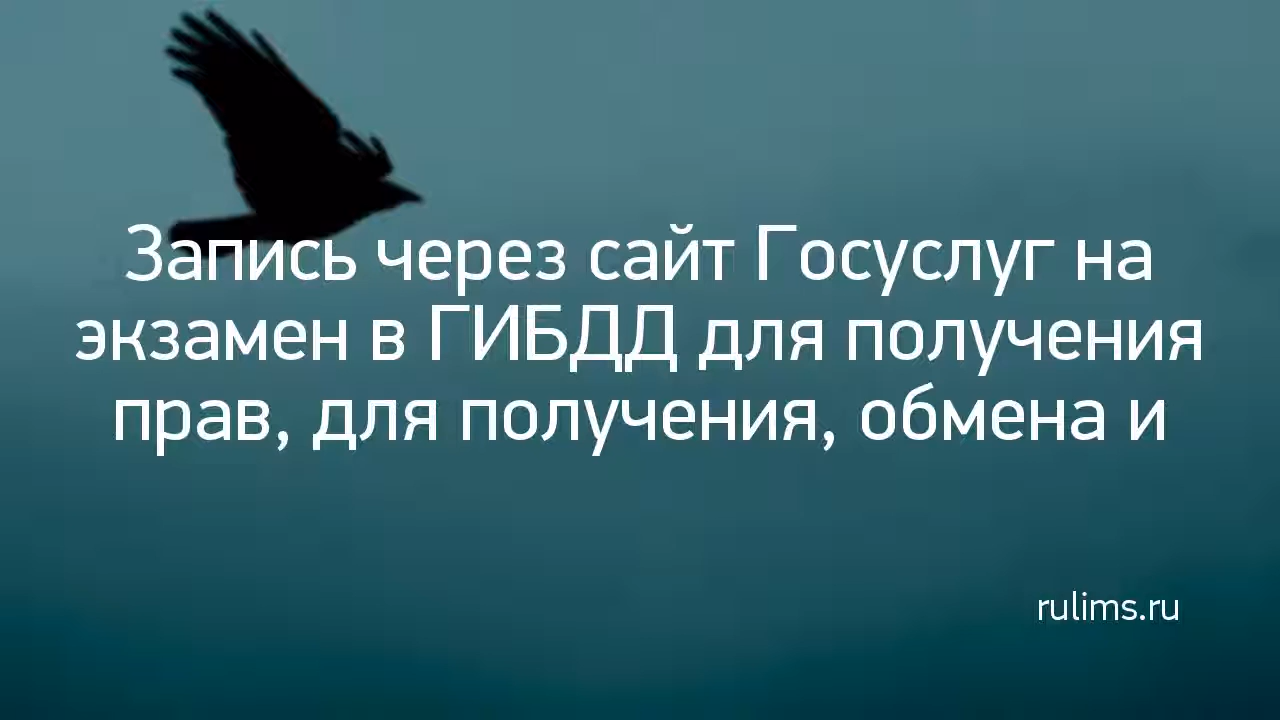 Запись через сайт Госуслуг на
экзамен в ГИБДД для получения
прав, для получения, обмена и
rulims.ru